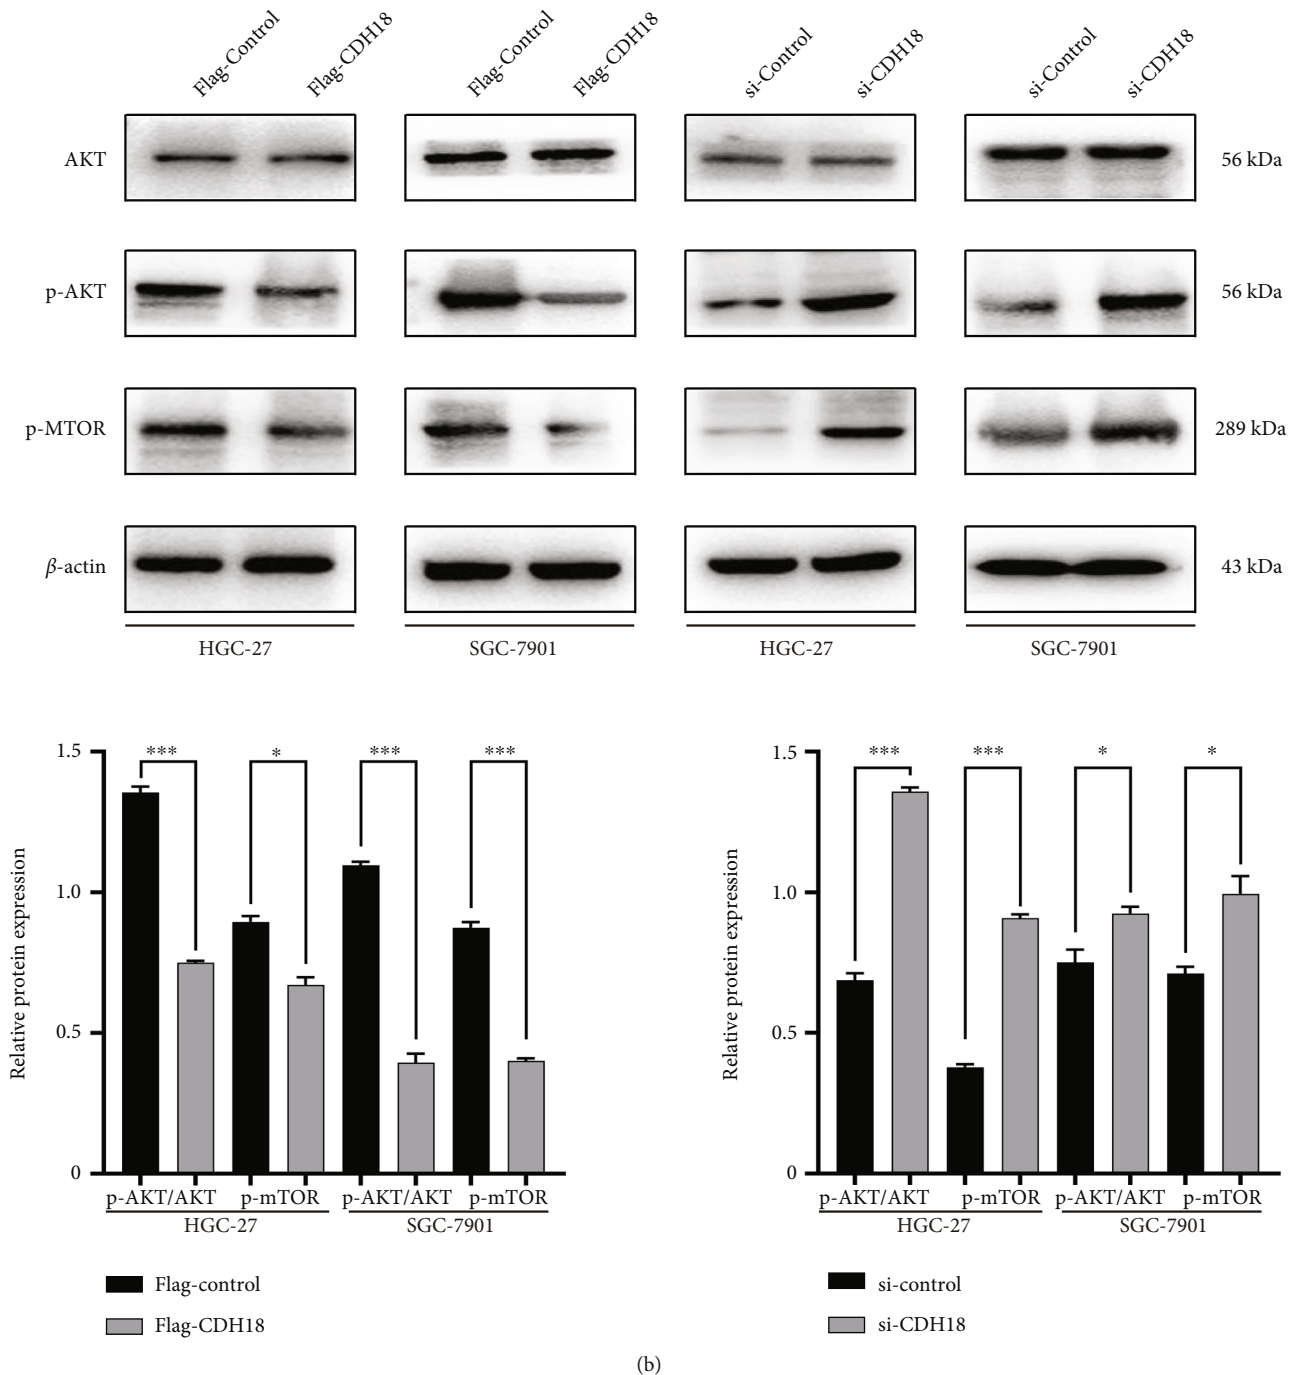 Flag-Control Flag-CDH18 Flag-Control Flag-CDH18 si-Control si-CDH18 si-Control si-CDH18
AKT 56 kDa
p-AKT 56 kDa
p-MTOR 289 kDa
β-actin 43 kDa
HGC-27 SGC-7901 HGC-27 SGC-7901
Relative protein expression
1.5
1.0
0.5
0
*** * *** ***
p-AKT/AKT p-mTOR p-AKT/AKT p-mTOR
HGC-27 SGC-7901
Flag-control
Flag-CDH18
Relative protein expression
1.5
1.0
0.5
0
*** *** * *
p-AKT/AKT p-mTOR p-AKT/AKT p-mTOR
HGC-27 SGC-7901
si-control
si-CDH18
(b)